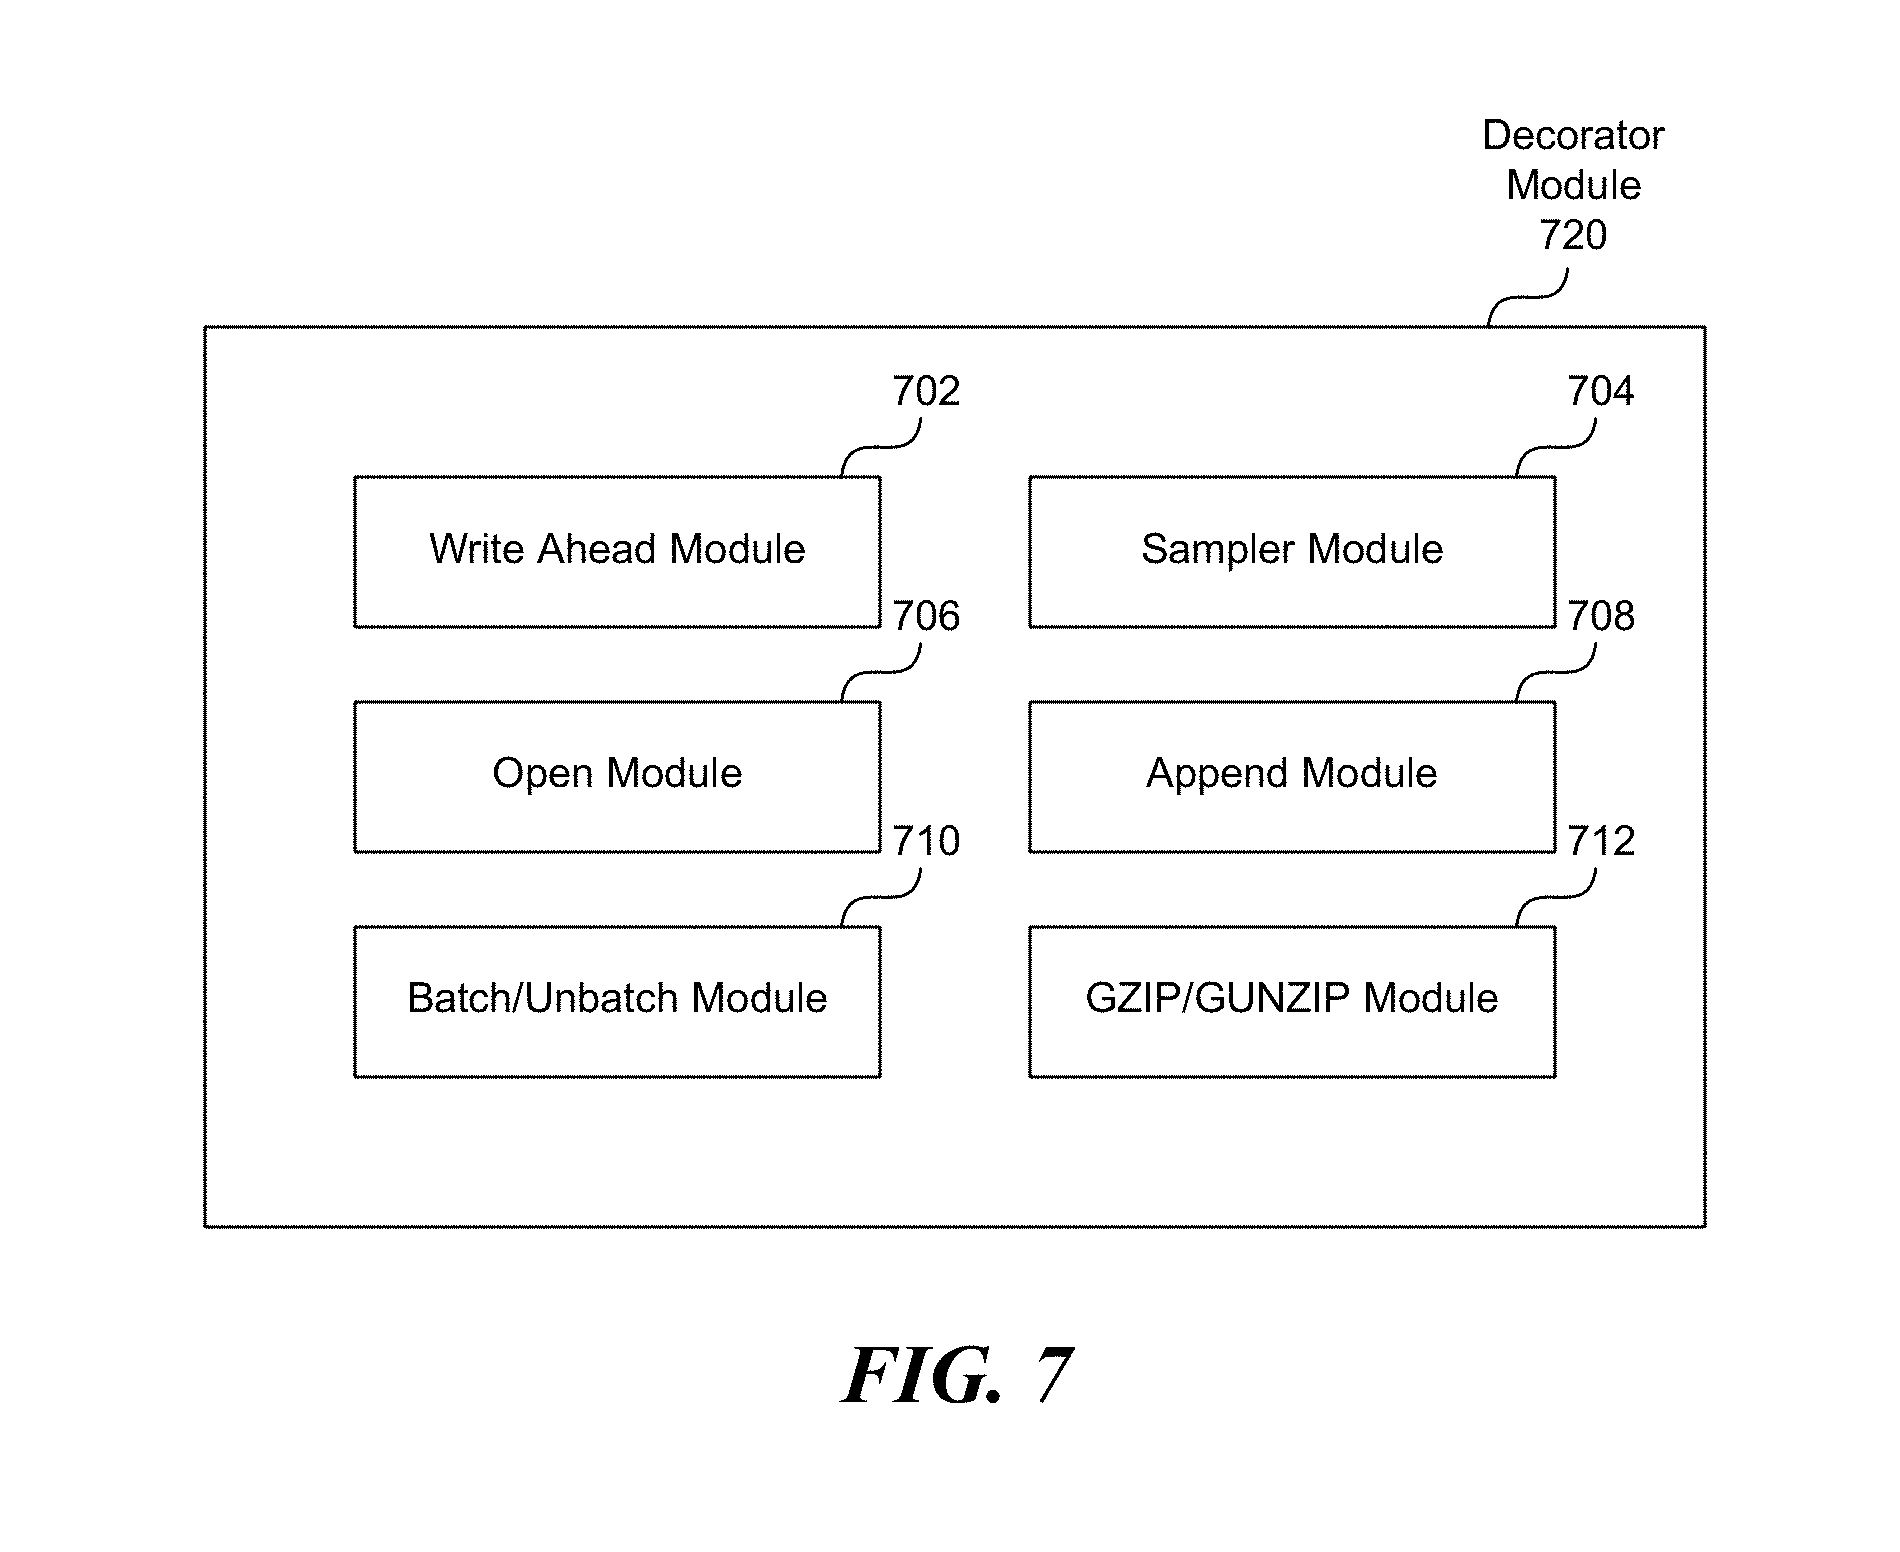 Decorator
Module
720
702
704
Write Ahead Module
Sampler Module
706
708
Open Module
Append Module
710
712
Batch/Unbatch Module
GZIP/GUNZIP Module
FIG. 7